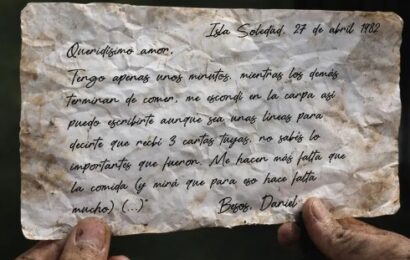 Isla Soledad, 27 de abril 1982
Queridísimo amor,
Tengo apenas unos minutos, mientras los demás
terminan de comer, me escondí en la carpa así
puedo escribirte aunque sea unas líneas para
decirte que recibí 3 cartas tuyas, no sabés lo
importantes que fueron. Me hacen más falta que
la comida (y mirá que para eso hace falta
mucho) (...)" Besos, Daniel